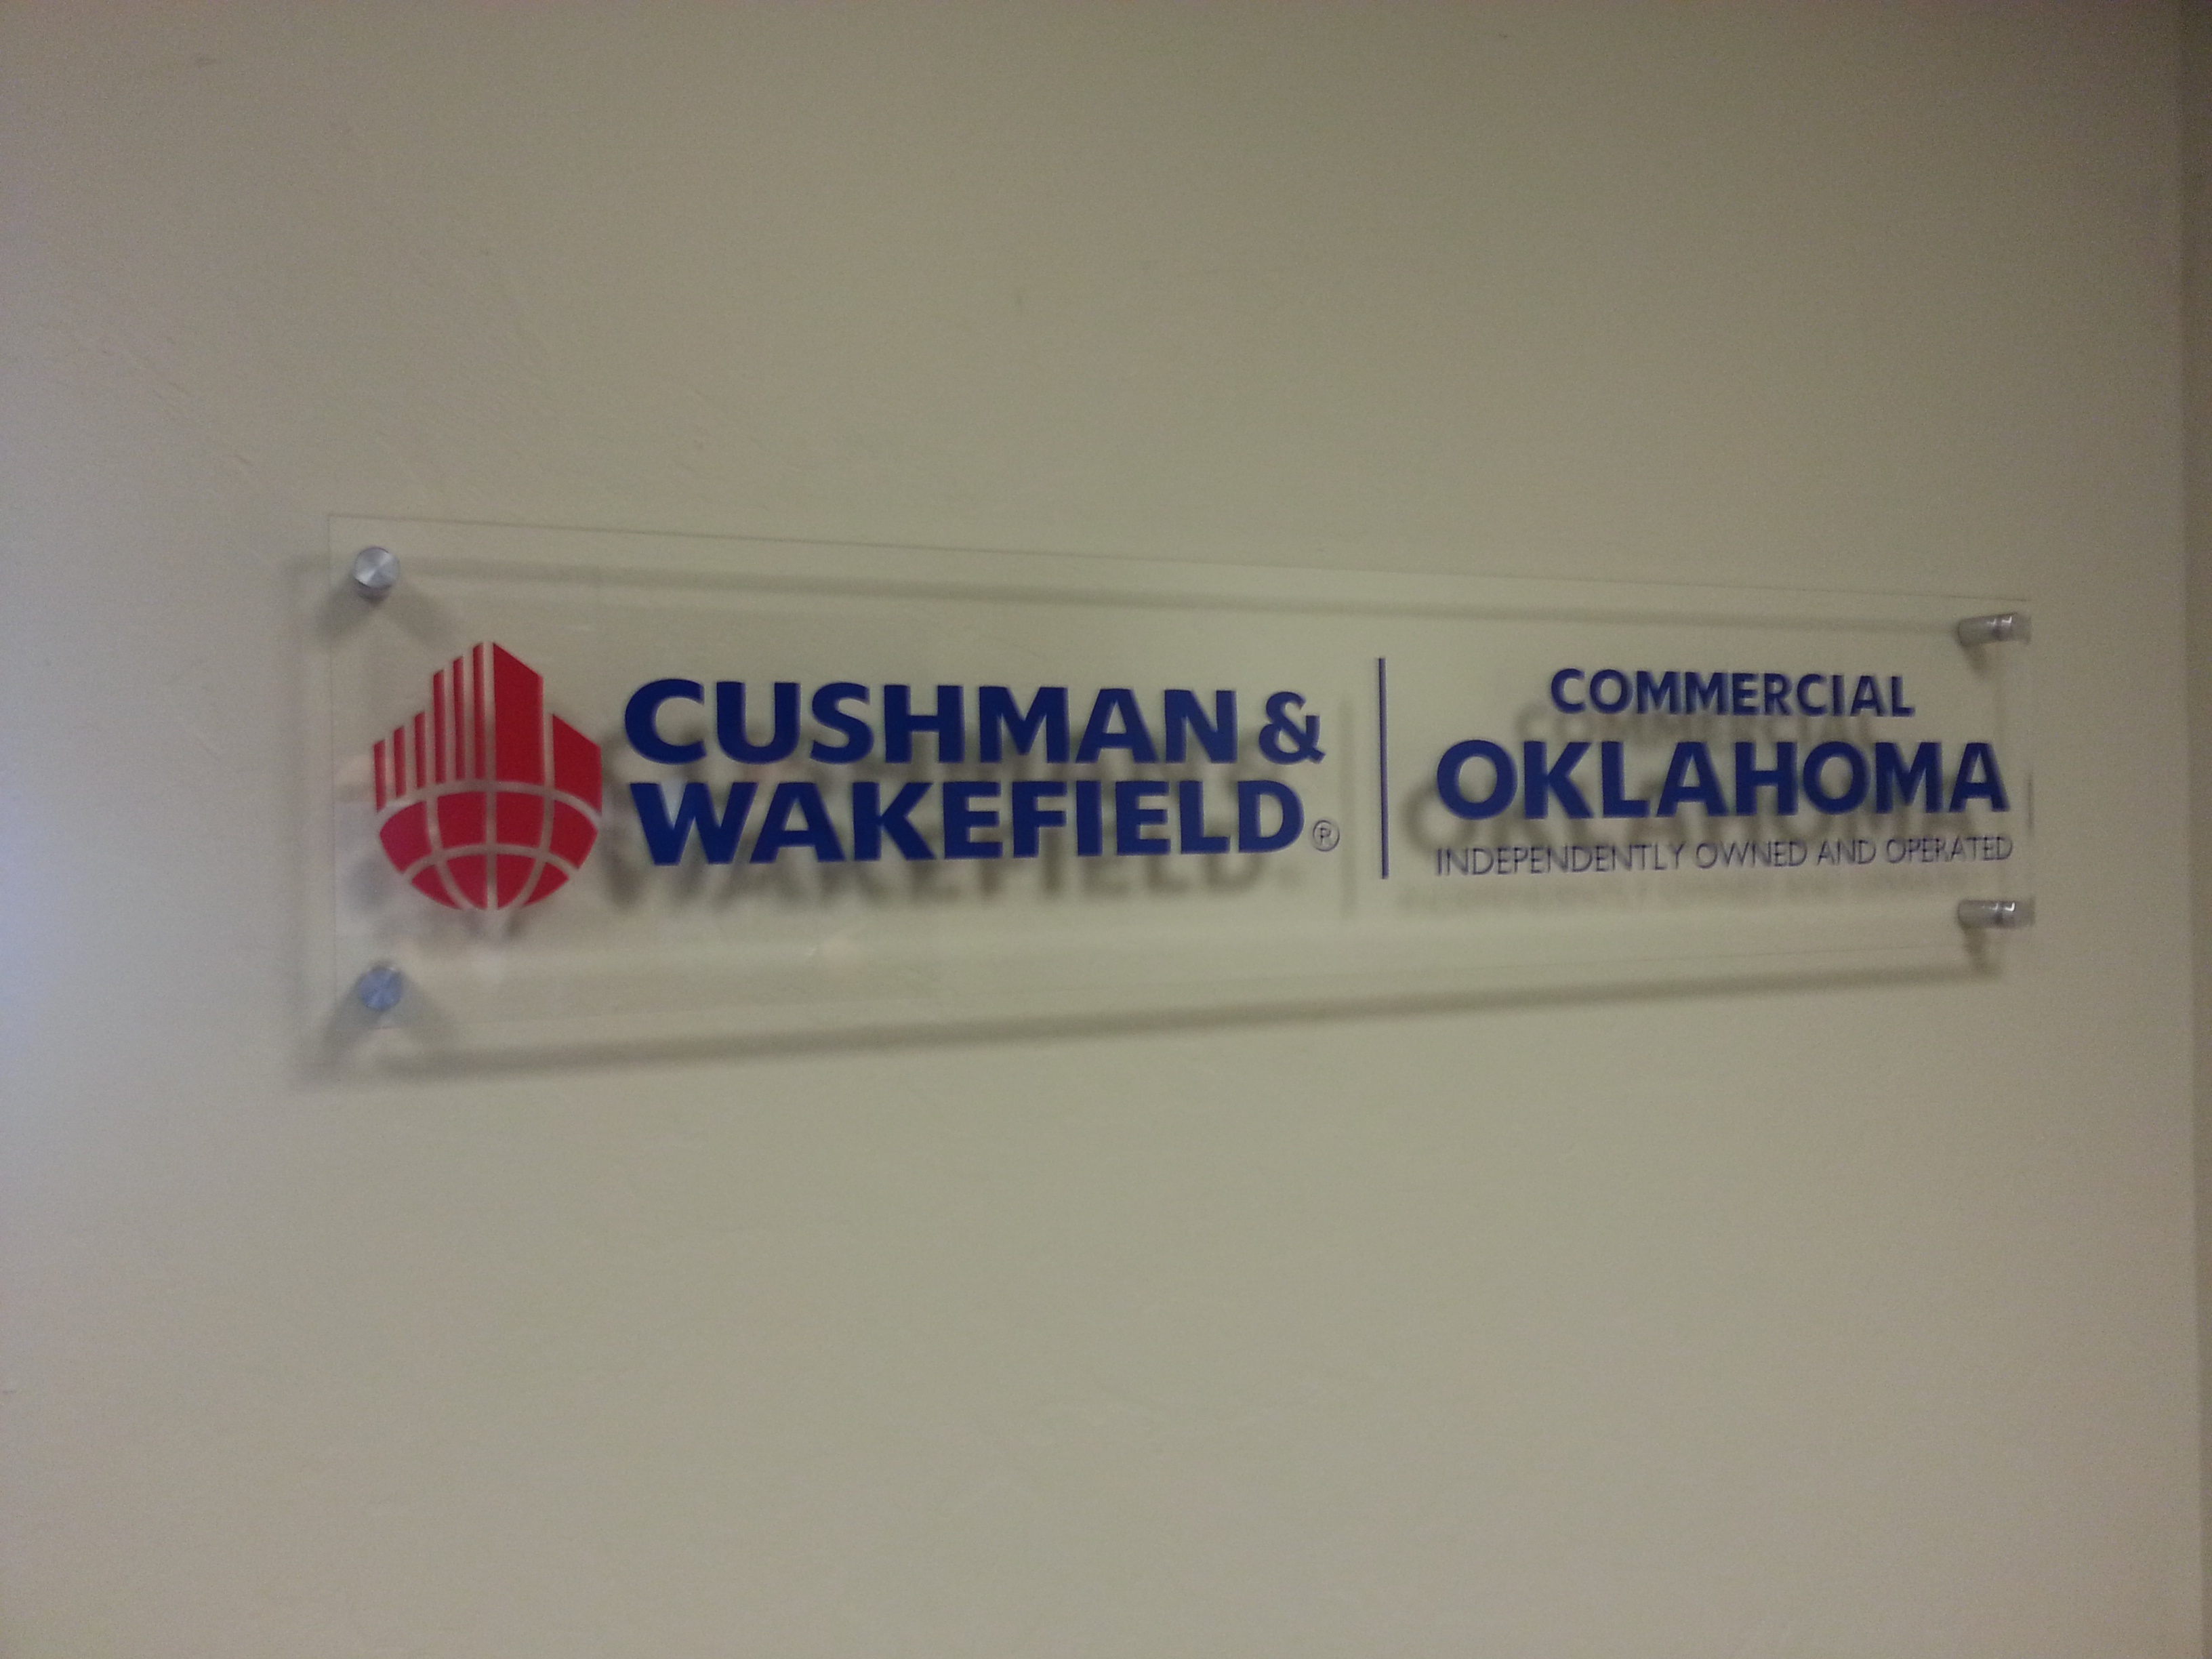 CUSHMAN &
WAKEFIELD®
COMMERCIAL
OKLAHOMA
INDEPENDENTLY OWNED AND OPERATED